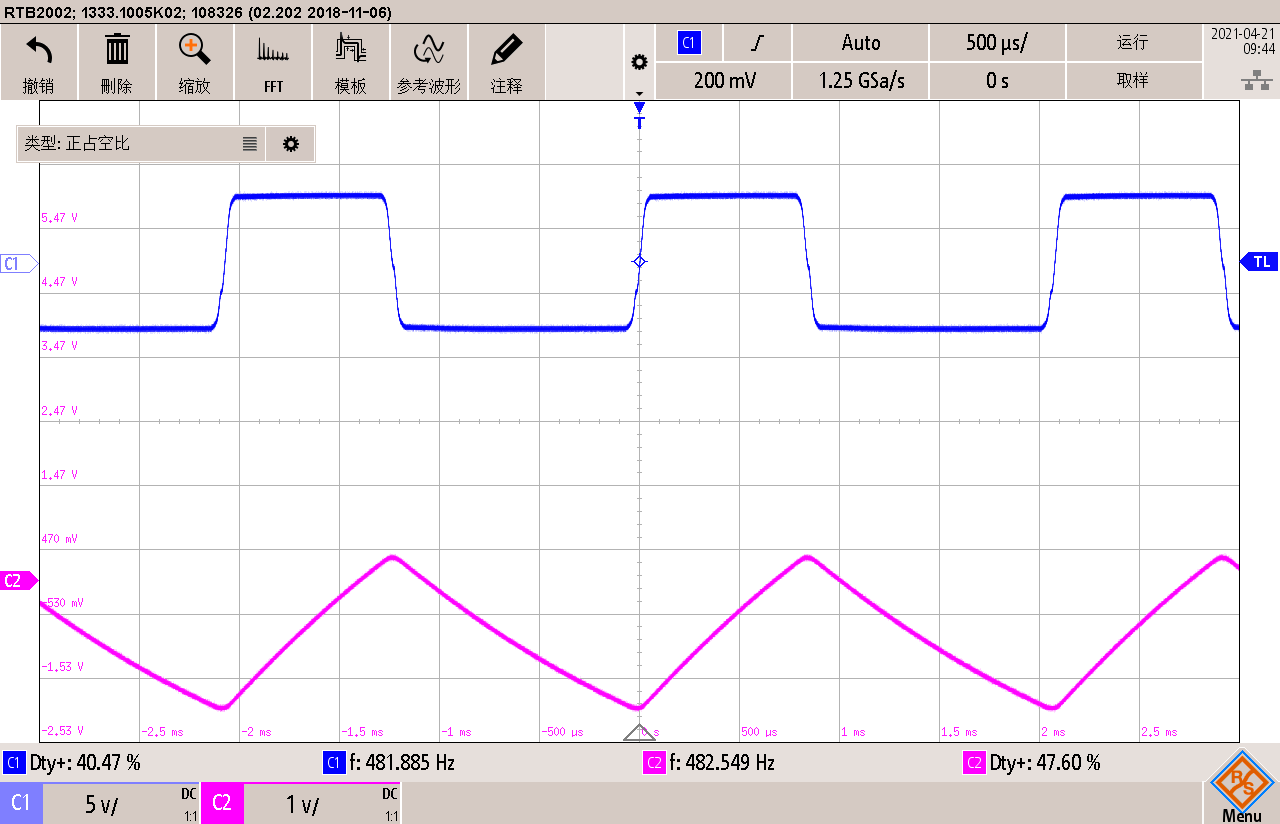 RTB2002; 1333.1005K02; 108326 (02.202 2018-11-06)
撤销
刪除
缩放
FFT
模板
参考波形
注释
C1
Auto
500 µs/
运行
200 mV
1.25 GSa/s
0 s
取样
2021-04-21
09:44
T
类型: 正占空比
5.47 V
C1
TL
4.47 V
3.47 V
2.47 V
1.47 V
470 mV
C2
-530 mV
-1.53 V
-2.53 V
-2.5 ms
-2 ms
-1.5 ms
-1 ms
-500 µs
0 s
500 µs
1 ms
1.5 ms
2 ms
2.5 ms
C1 Dty+: 40.47 %
C1 f: 481.885 Hz
C2 f: 482.549 Hz
C2 Dty+: 47.60 %
C1
5 V/
DC
1:1
C2
1 V/
DC
1:1
R S
Menu